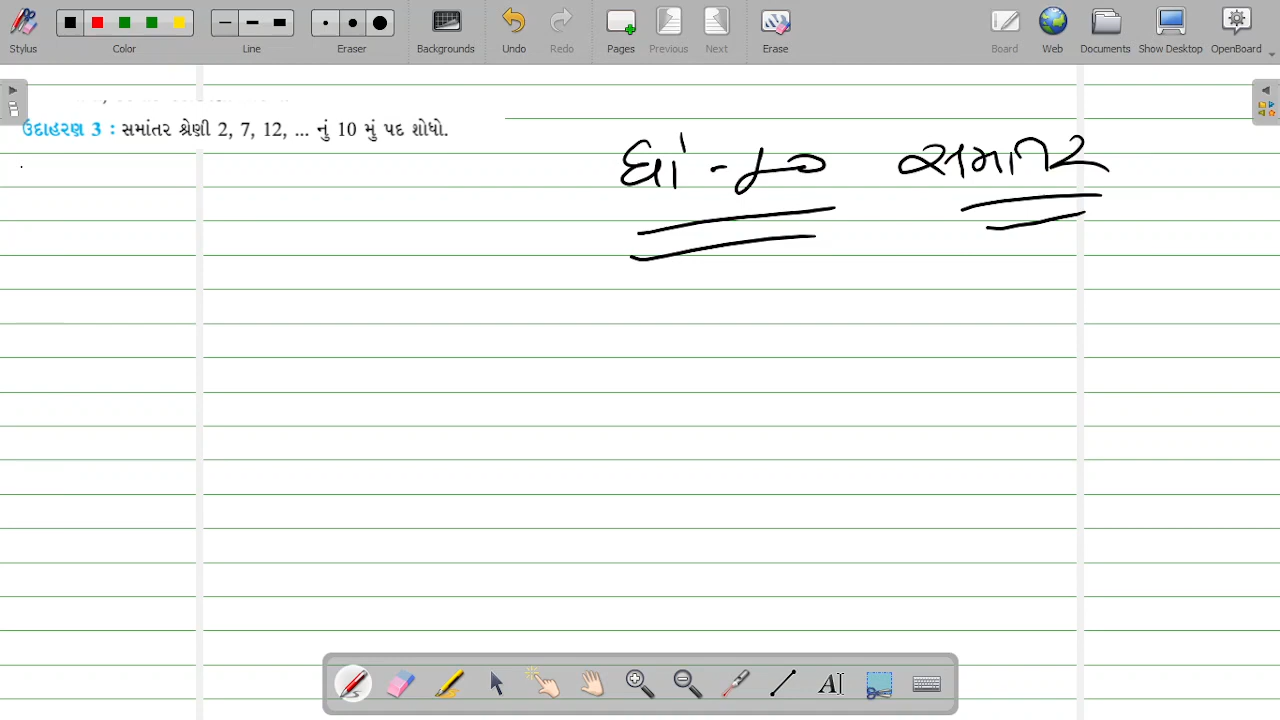 Stylus Color Line Eraser Backgrounds Undo Redo Pages Previous Next Erase Board Web Documents Show Desktop OpenBoard
ઉદાહરણ 3 : સમાંતર શ્રેણી 2, 7, 12, ... નું 10 મું પદ શોધો.
ધો - ૧૦ સમાંતર